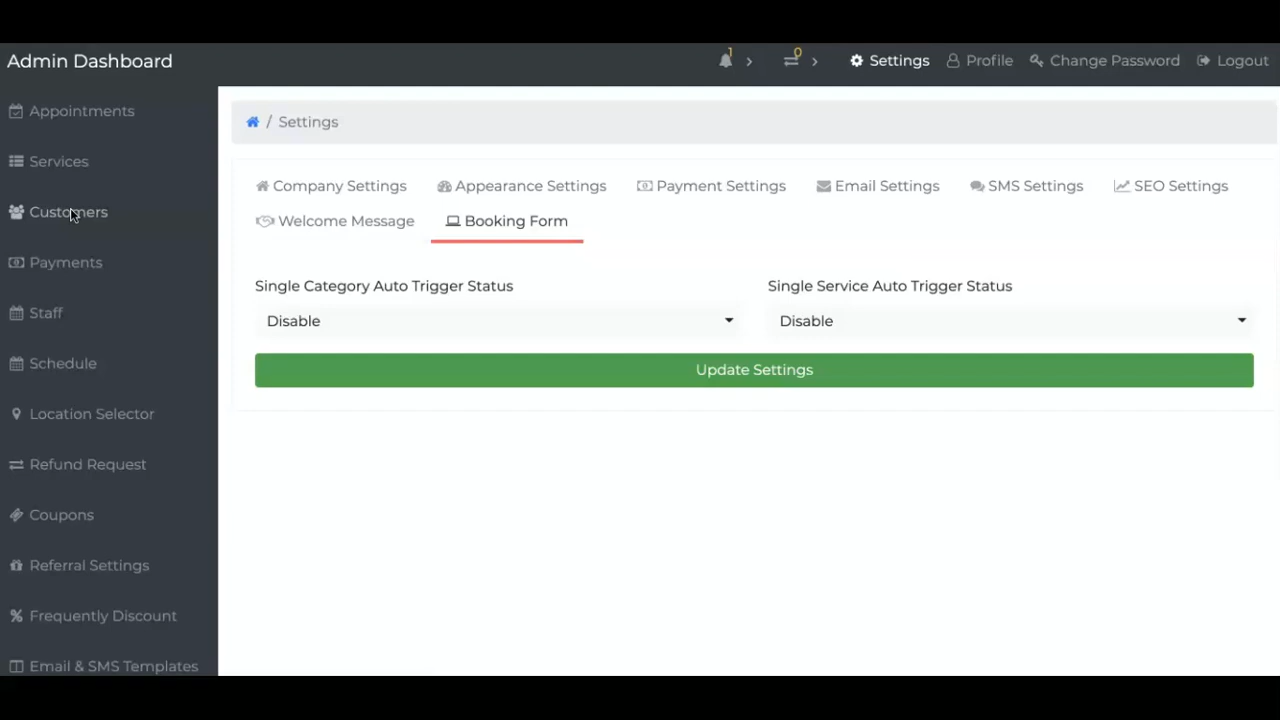 Admin Dashboard
1
0
Settings
Profile
Change Password
Logout
Appointments
Services
Customers
Payments
Staff
Schedule
Location Selector
Refund Request
Coupons
Referral Settings
Frequently Discount
Email & SMS Templates
/ Settings
Company Settings
Appearance Settings
Payment Settings
Email Settings
SMS Settings
SEO Settings
Welcome Message
Booking Form
Single Category Auto Trigger Status
Disable
Single Service Auto Trigger Status
Disable
Update Settings